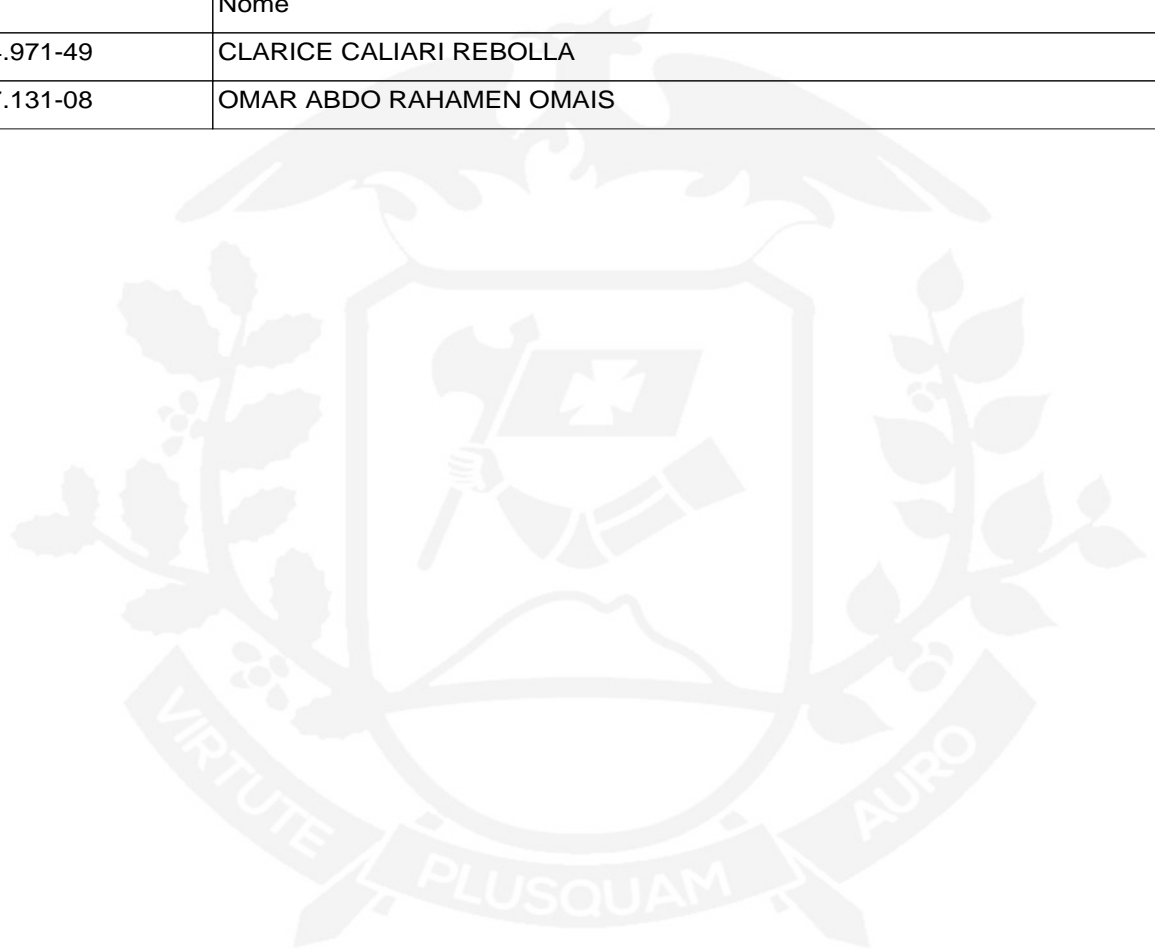 Nome
.971-49 CLARICE CALIARI REBOLLA
.131-08 OMAR ABDO RAHAMEN OMAIS
VIRTUTE PLUSQUAM AURO